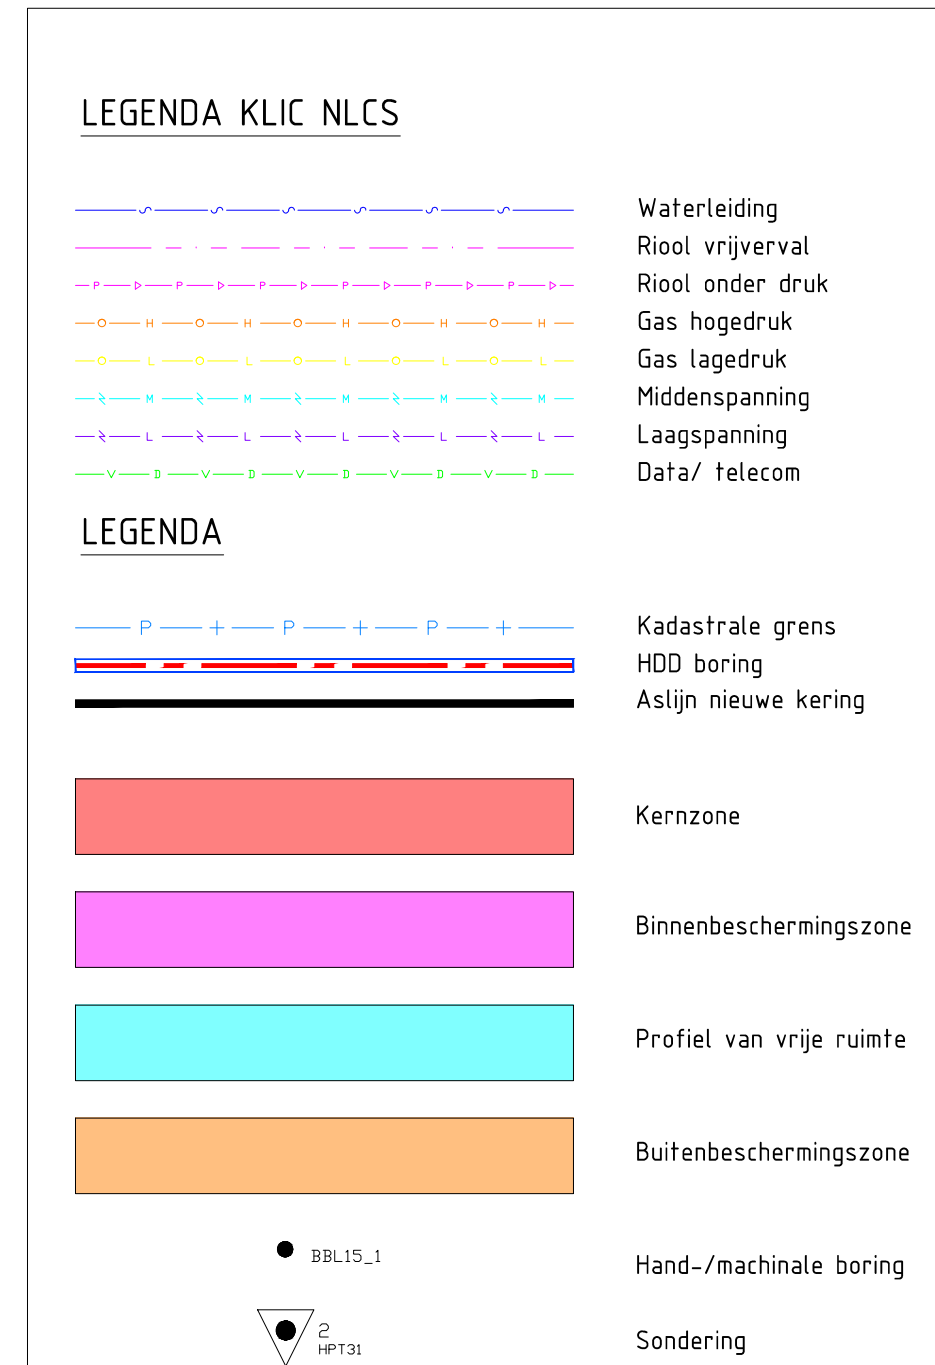 LEGENDA KLIC NLCS
Waterleiding
Riool vrijverval
P P P P P P Riool onder druk
O H O H O H O H O H Gas hogedruk
O L O L O L O L O L Gas lagedruk
M M M M M Middenspanning
L L L L L Laagspanning
V D V D V D V D V D Data/ telecom
LEGENDA
P + P + P + Kadastrale grens
HDD boring
Aslijn nieuwe kering
Kernzone
Binnenbeschermingszone
Profiel van vrije ruimte
Buitenbeschermingszone
BBL15_1 Hand-/machinale boring
2
HPT31
Sondering